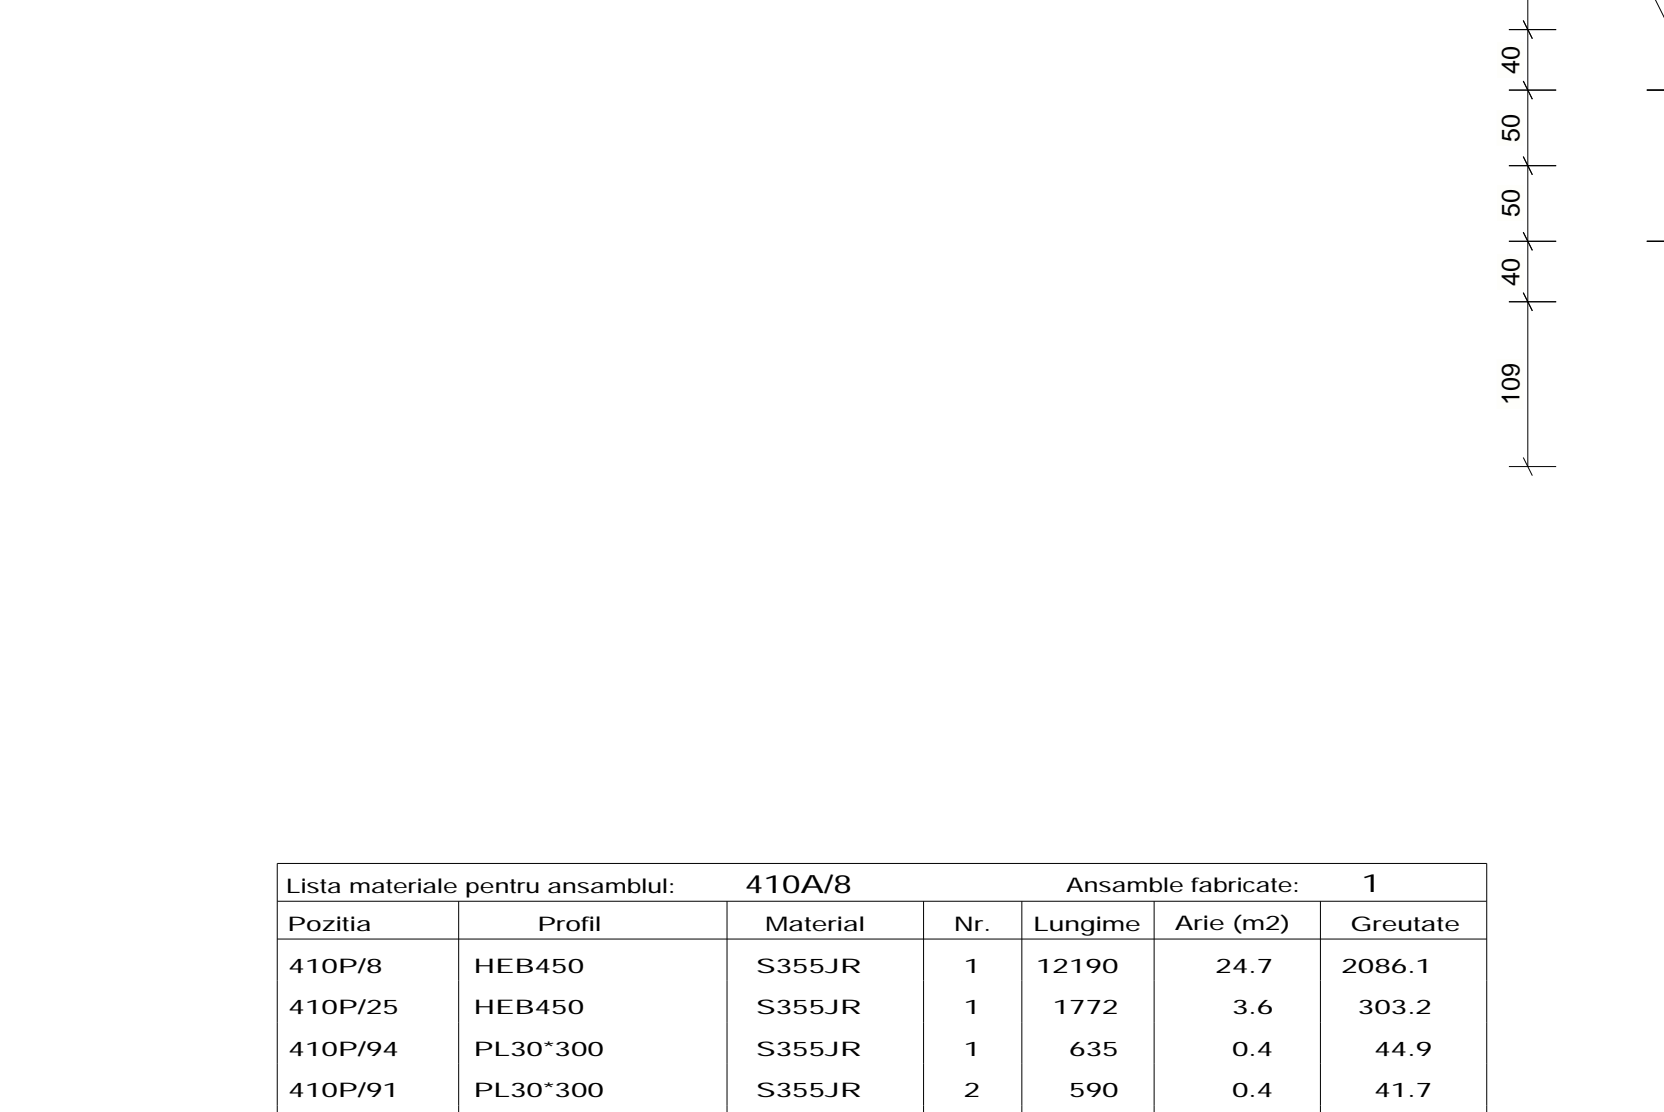 40
50
50
40
109
Lista materiale pentru ansamblul: 410A/8 Ansamble fabricate: 1
Pozitia Profil Material Nr. Lungime Arie (m2) Greutate
410P/8 HEB450 S355JR 1 12190 24.7 2086.1
410P/25 HEB450 S355JR 1 1772 3.6 303.2
410P/94 PL30*300 S355JR 1 635 0.4 44.9
410P/91 PL30*300 S355JR 2 590 0.4 41.7